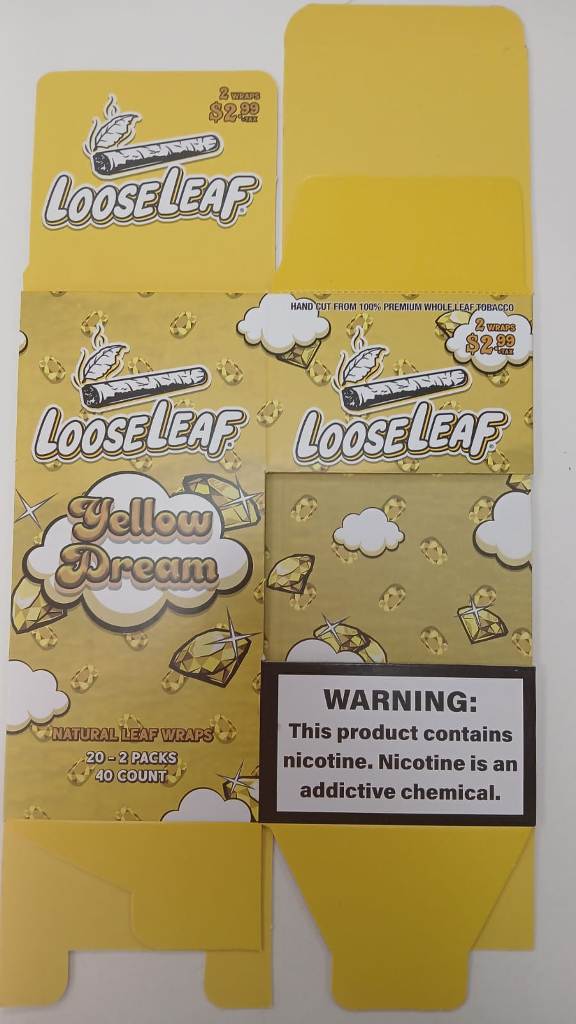 2 WRAPS
$2.99
+TAX
LOOSELEAF
HAND CUT FROM 100% PREMIUM WHOLE LEAF TOBACCO
2 WRAPS
$2.99
+TAX
LOOSELEAF
LOOSELEAF
Yellow
Dream
NATURAL LEAF WRAPS
20 - 2 PACKS
40 COUNT
WARNING:
This product contains
nicotine. Nicotine is an
addictive chemical.